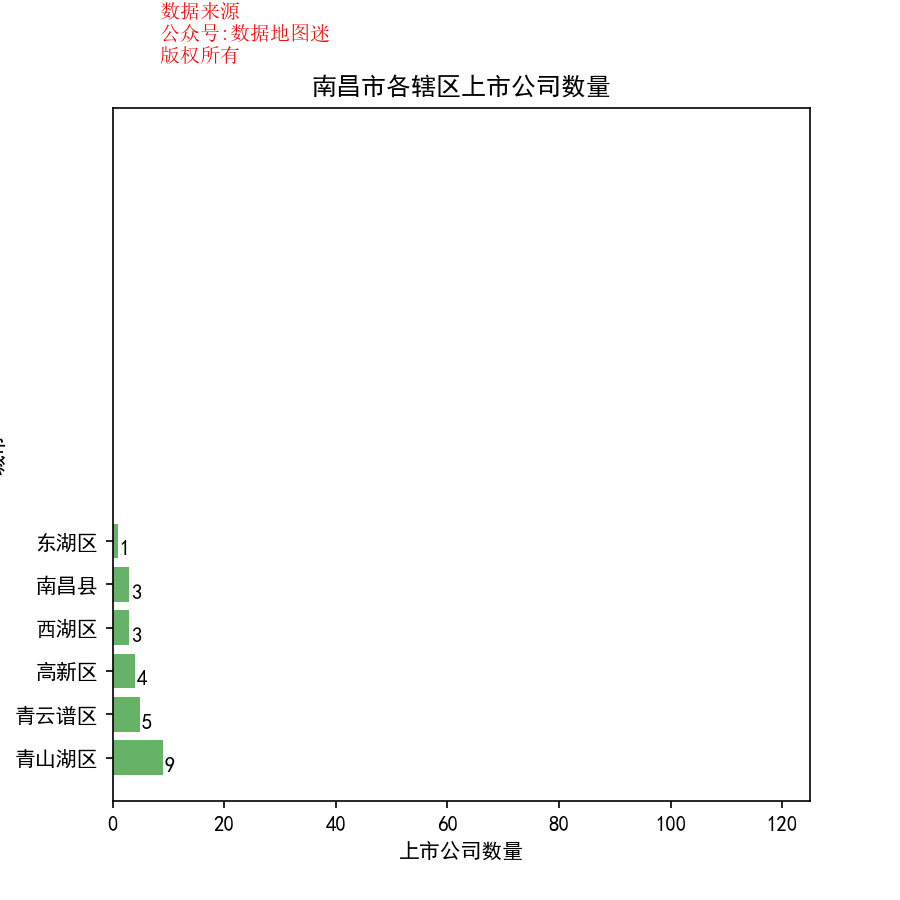 数据来源
公众号:数据地图迷
版权所有
南昌市各辖区上市公司数量
东湖区 1
南昌县 3
西湖区 3
高新区 4
青云谱区 5
青山湖区 9
0 20 40 60 80 100 120
上市公司数量